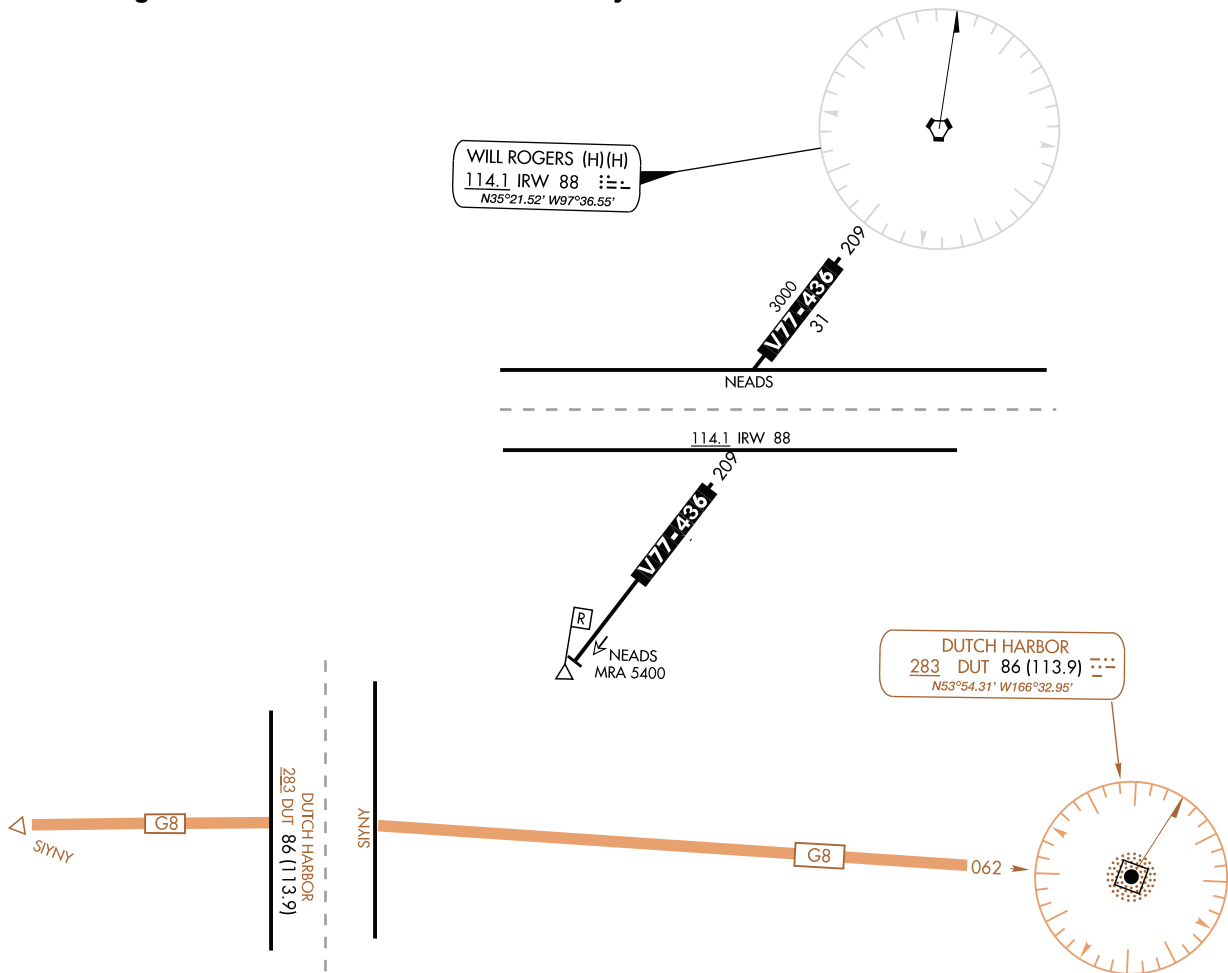 WILL ROGERS (H)(H)
114.1 IRW 88
N35°21.52' W97°36.55'
209
3000
V77-436
31
NEADS
114.1 IRW 88
209
V77-436
R
NEADS
MRA 5400
DUTCH HARBOR
283 DUT 86 (113.9)
N53°54.31' W166°32.95'
G8
SIYNY
DUTCH HARBOR
283 DUT 86 (113.9)
SIYNY
G8
062